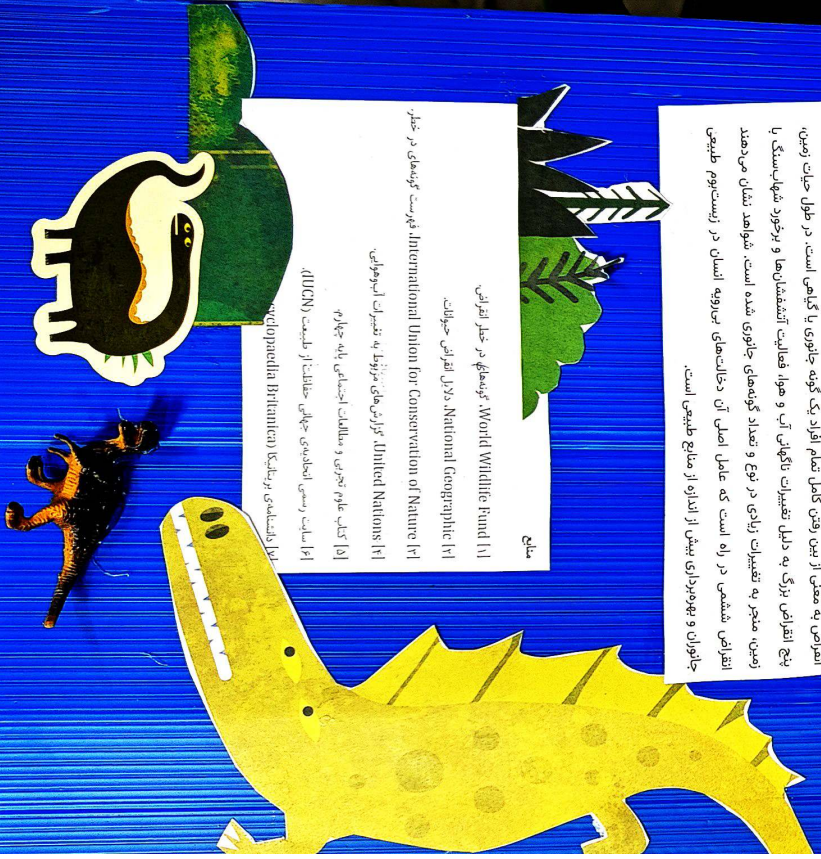 انقراض به معنی از بین رفتن کامل تمام افراد یک گونه جانوری یا گیاهی است. در طول حیات زمین،
پنج انقراض بزرگ به دلیل تغییرات ناگهانی آب و هوا، فعالیت آتشفشان‌ها و برخورد شهاب‌سنگ با
زمین، منجر به تغییرات زیادی در نوع و تعداد گونه‌های جانوری شده است. شواهد نشان می‌دهند
انقراض ششمی در راه است که عامل اصلی آن دخالت‌های بی‌رویه انسان در زیست‌بوم طبیعی
جانوران و بهره‌برداری بیش از اندازه از منابع طبیعی است.
منابع
[۱] World Wildlife Fund. گونه‌های در خطر انقراض.
[۲] National Geographic. دلایل انقراض حیوانات.
[۳] International Union for Conservation of Nature. فهرست گونه‌های در خطر.
[۴] United Nations. گزارش‌های مربوط به تغییرات آب‌وهوایی.
[۵] کتاب علوم تجربی و مطالعات اجتماعی پایه چهارم.
[۶] سایت رسمی اتحادیه‌ی جهانی حفاظت از طبیعت (IUCN).
[۷] دانشنامه‌ی بریتانیکا (cyclopaedia Britanica